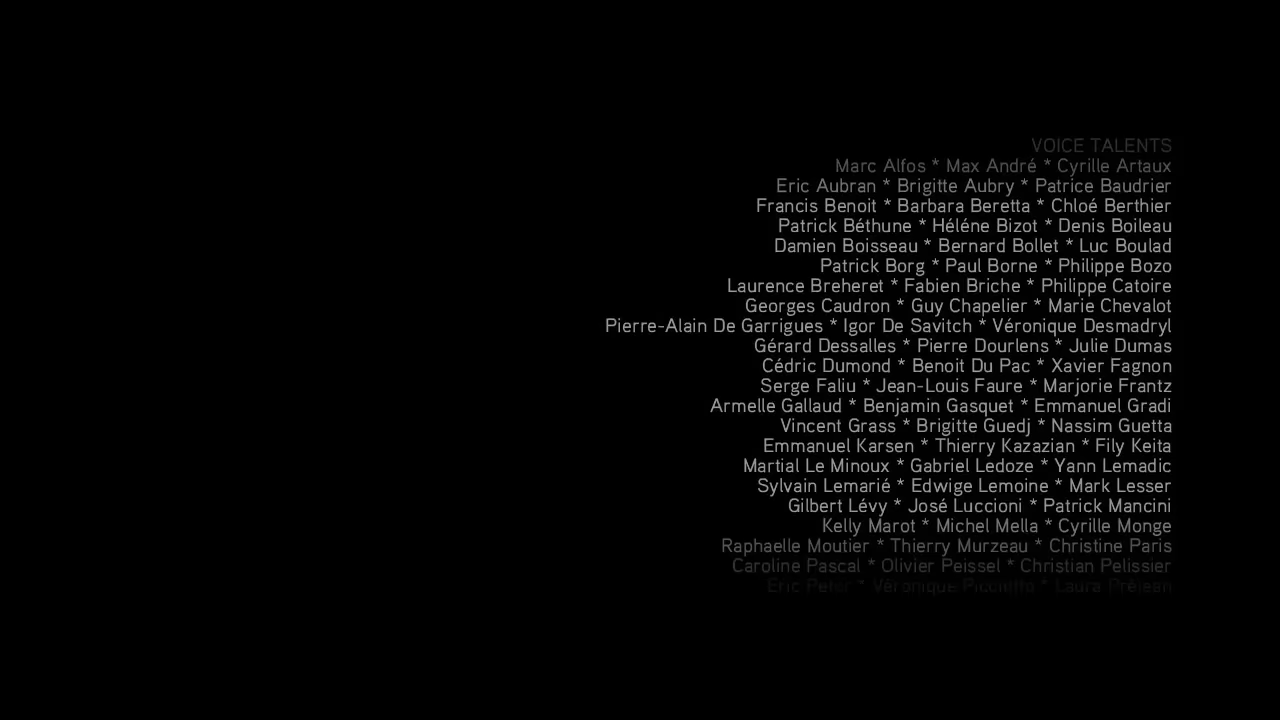 VOICE TALENTS
Marc Alfos * Max André * Cyrille Artaux
Eric Aubran * Brigitte Aubry * Patrice Baudrier
Francis Benoit * Barbara Beretta * Chloé Berthier
Patrick Béthune * Héléne Bizot * Denis Boileau
Damien Boisseau * Bernard Bollet * Luc Boulad
Patrick Borg * Paul Borne * Philippe Bozo
Laurence Breheret * Fabien Briche * Philippe Catoire
Georges Caudron * Guy Chapelier * Marie Chevalot
Pierre-Alain De Garrigues * Igor De Savitch * Véronique Desmadryl
Gérard Dessalles * Pierre Dourlens * Julie Dumas
Cédric Dumond * Benoit Du Pac * Xavier Fagnon
Serge Faliu * Jean-Louis Faure * Marjorie Frantz
Armelle Gallaud * Benjamin Gasquet * Emmanuel Gradi
Vincent Grass * Brigitte Guedj * Nassim Guetta
Emmanuel Karsen * Thierry Kazazian * Fily Keita
Martial Le Minoux * Gabriel Ledoze * Yann Lemadic
Sylvain Lemarié * Edwige Lemoine * Mark Lesser
Gilbert Lévy * José Luccioni * Patrick Mancini
Kelly Marot * Michel Mella * Cyrille Monge
Raphaelle Moutier * Thierry Murzeau * Christine Paris
Caroline Pascal * Olivier Peissel * Christian Pelissier
Eric * Véronique * Laura Préjean